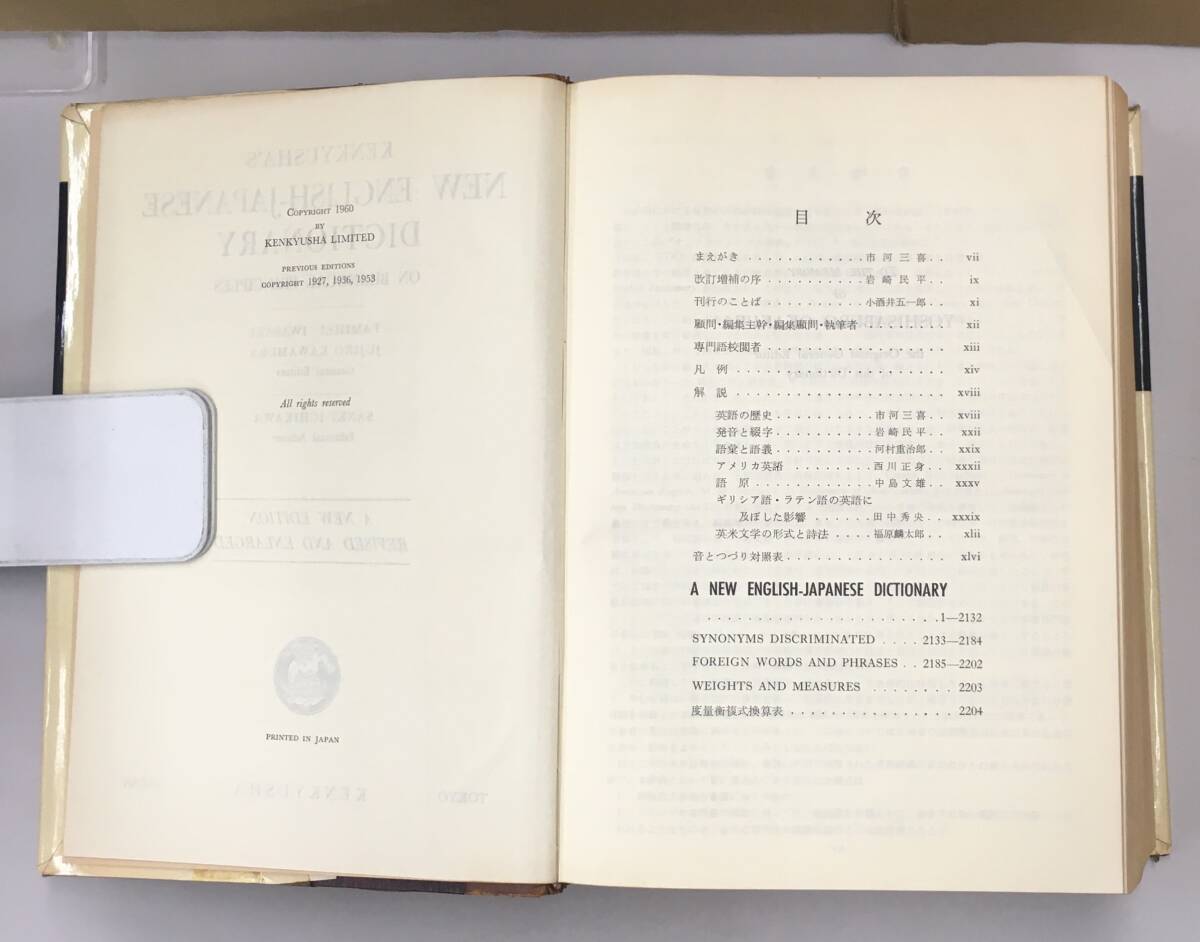 COPYRIGHT 1960
BY
KENKYUSHA LIMITED
PREVIOUS EDITIONS
COPYRIGHT 1927, 1936, 1953
All rights reserved
PRINTED IN JAPAN
目 次
まえがき . . . . . . . . . . . . 市河三喜 . . vii
改訂増補の序 . . . . . . . . . . 岩崎民平 . . ix
刊行のことば . . . . . . . . . . 小酒井五一郎 . . xi
顧問・編集主幹・編集顧問・執筆者 . . . . . . . . xii
専門語校閲者 . . . . . . . . . . . . . . . . . . xiii
凡 例 . . . . . . . . . . . . . . . . . . . . . xiv
解 説 . . . . . . . . . . . . . . . . . . . . . xviii
英語の歴史 . . . . . . . . . . 市河三喜 . . xviii
発音と綴字 . . . . . . . . . . 岩崎民平 . . xxii
語彙と語義 . . . . . . . . . . 河村重治郎 . . xxix
アメリカ英語 . . . . . . . . 西川正身 . . xxxii
語 原 . . . . . . . . . . . . 中島文雄 . . xxxv
ギリシア語・ラテン語の英語に
及ぼした影響 . . . . . . 田中秀央 . . xxxix
英米文学の形式と詩法 . . . . 福原麟太郎 . . xlii
音とつづり対照表 . . . . . . . . . . . . . . . . xlvi
A NEW ENGLISH-JAPANESE DICTIONARY
. . . . . . . . . . . . . . . . . . . . . . . 1—2132
SYNONYMS DISCRIMINATED . . . . 2133—2184
FOREIGN WORDS AND PHRASES . . 2185—2202
WEIGHTS AND MEASURES . . . . . . . . 2203
度量衡復式換算表 . . . . . . . . . . . . . . . . 2204